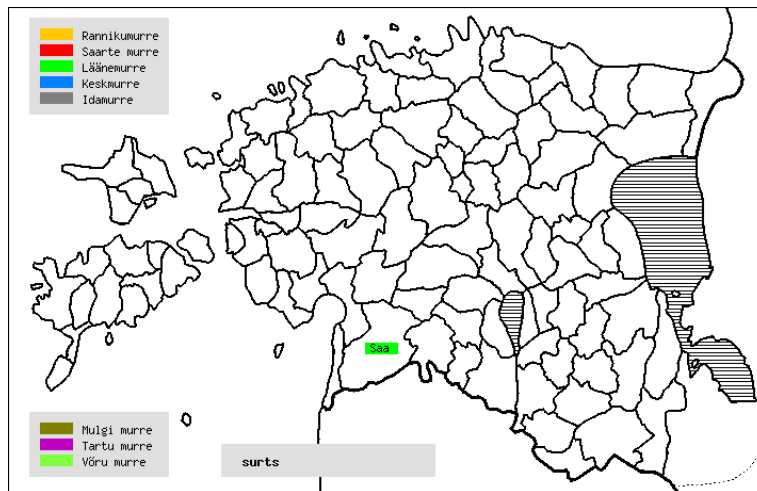 Rannikumurre
Saarte murre
Läänemurre
Keskmurre
Idamurre
Saa
Mulgi murre
Tartu murre
Võru murre
surts